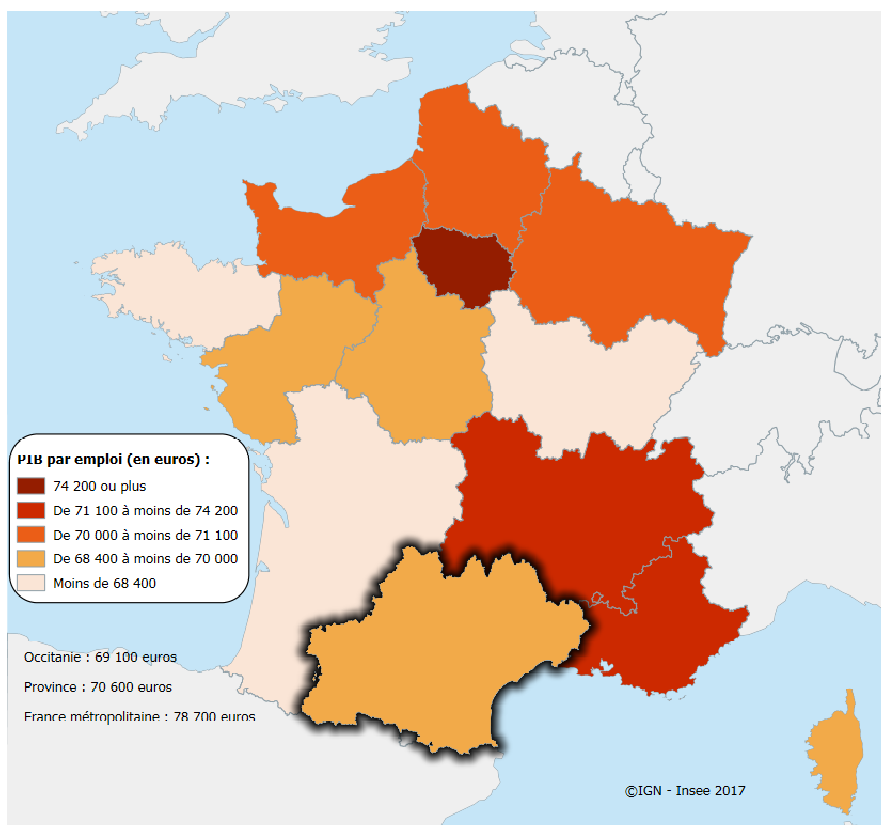 PIB par emploi (en euros) :
74 200 ou plus
De 71 100 à moins de 74 200
De 70 000 à moins de 71 100
De 68 400 à moins de 70 000
Moins de 68 400
Occitanie : 69 100 euros
Province : 70 600 euros
France métropolitaine : 78 700 euros
©IGN - Insee 2017